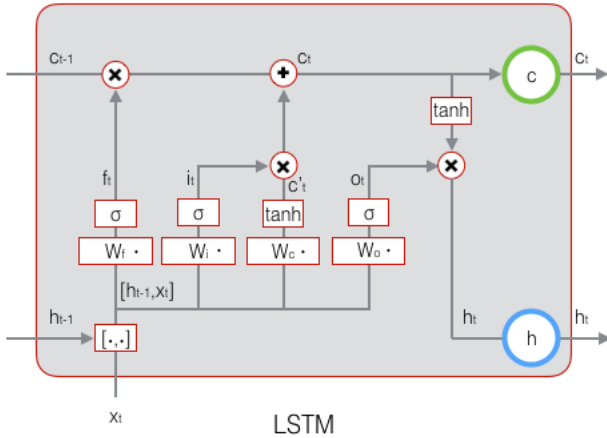 Ct-1
Ct
c
Ct
tanh
ft
it
c't
ot
σ
σ
tanh
σ
Wf ·
Wi ·
Wc ·
Wo ·
[ht-1,xt]
ht-1
[·,·]
ht
h
ht
xt
LSTM